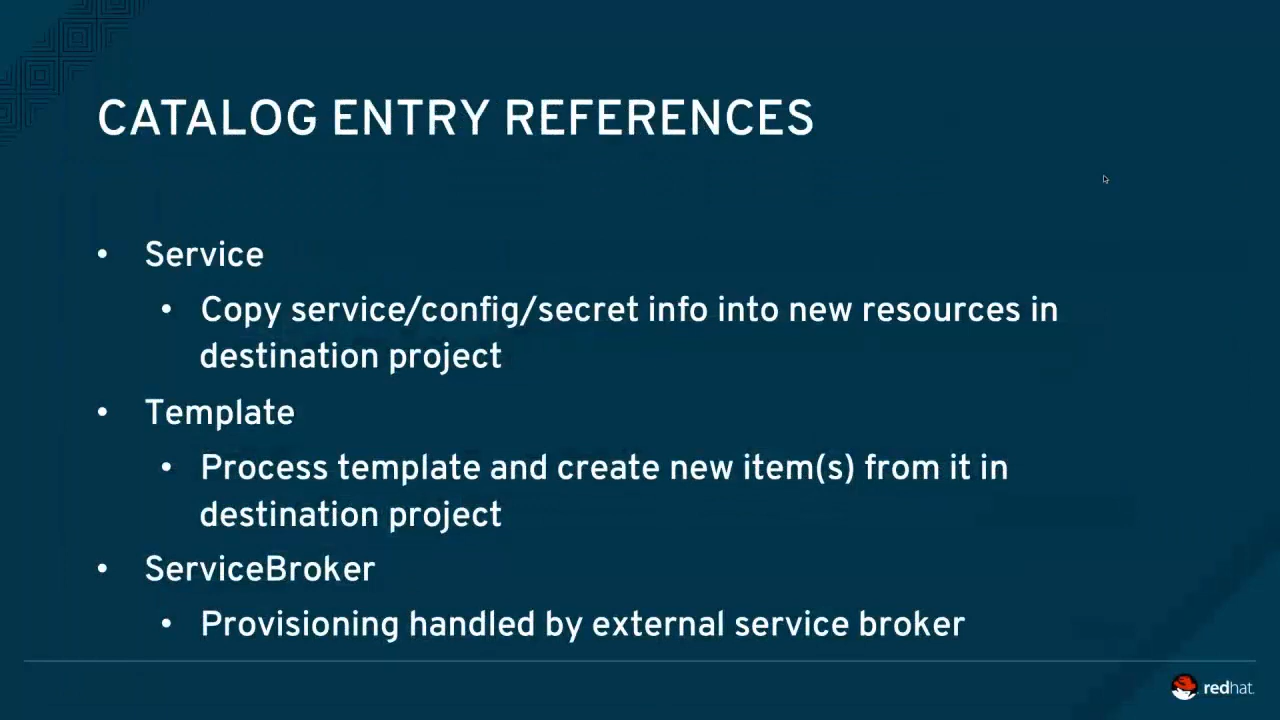 CATALOG ENTRY REFERENCES
• Service
• Copy service/config/secret info into new resources in
destination project
• Template
• Process template and create new item(s) from it in
destination project
• ServiceBroker
• Provisioning handled by external service broker
redhat.